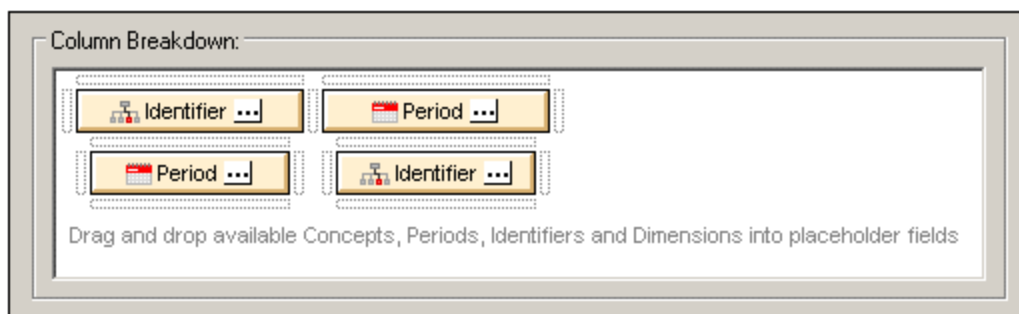 Column Breakdown:
Identifier ... Period ...
Period ... Identifier ...
Drag and drop available Concepts, Periods, Identifiers and Dimensions into placeholder fields